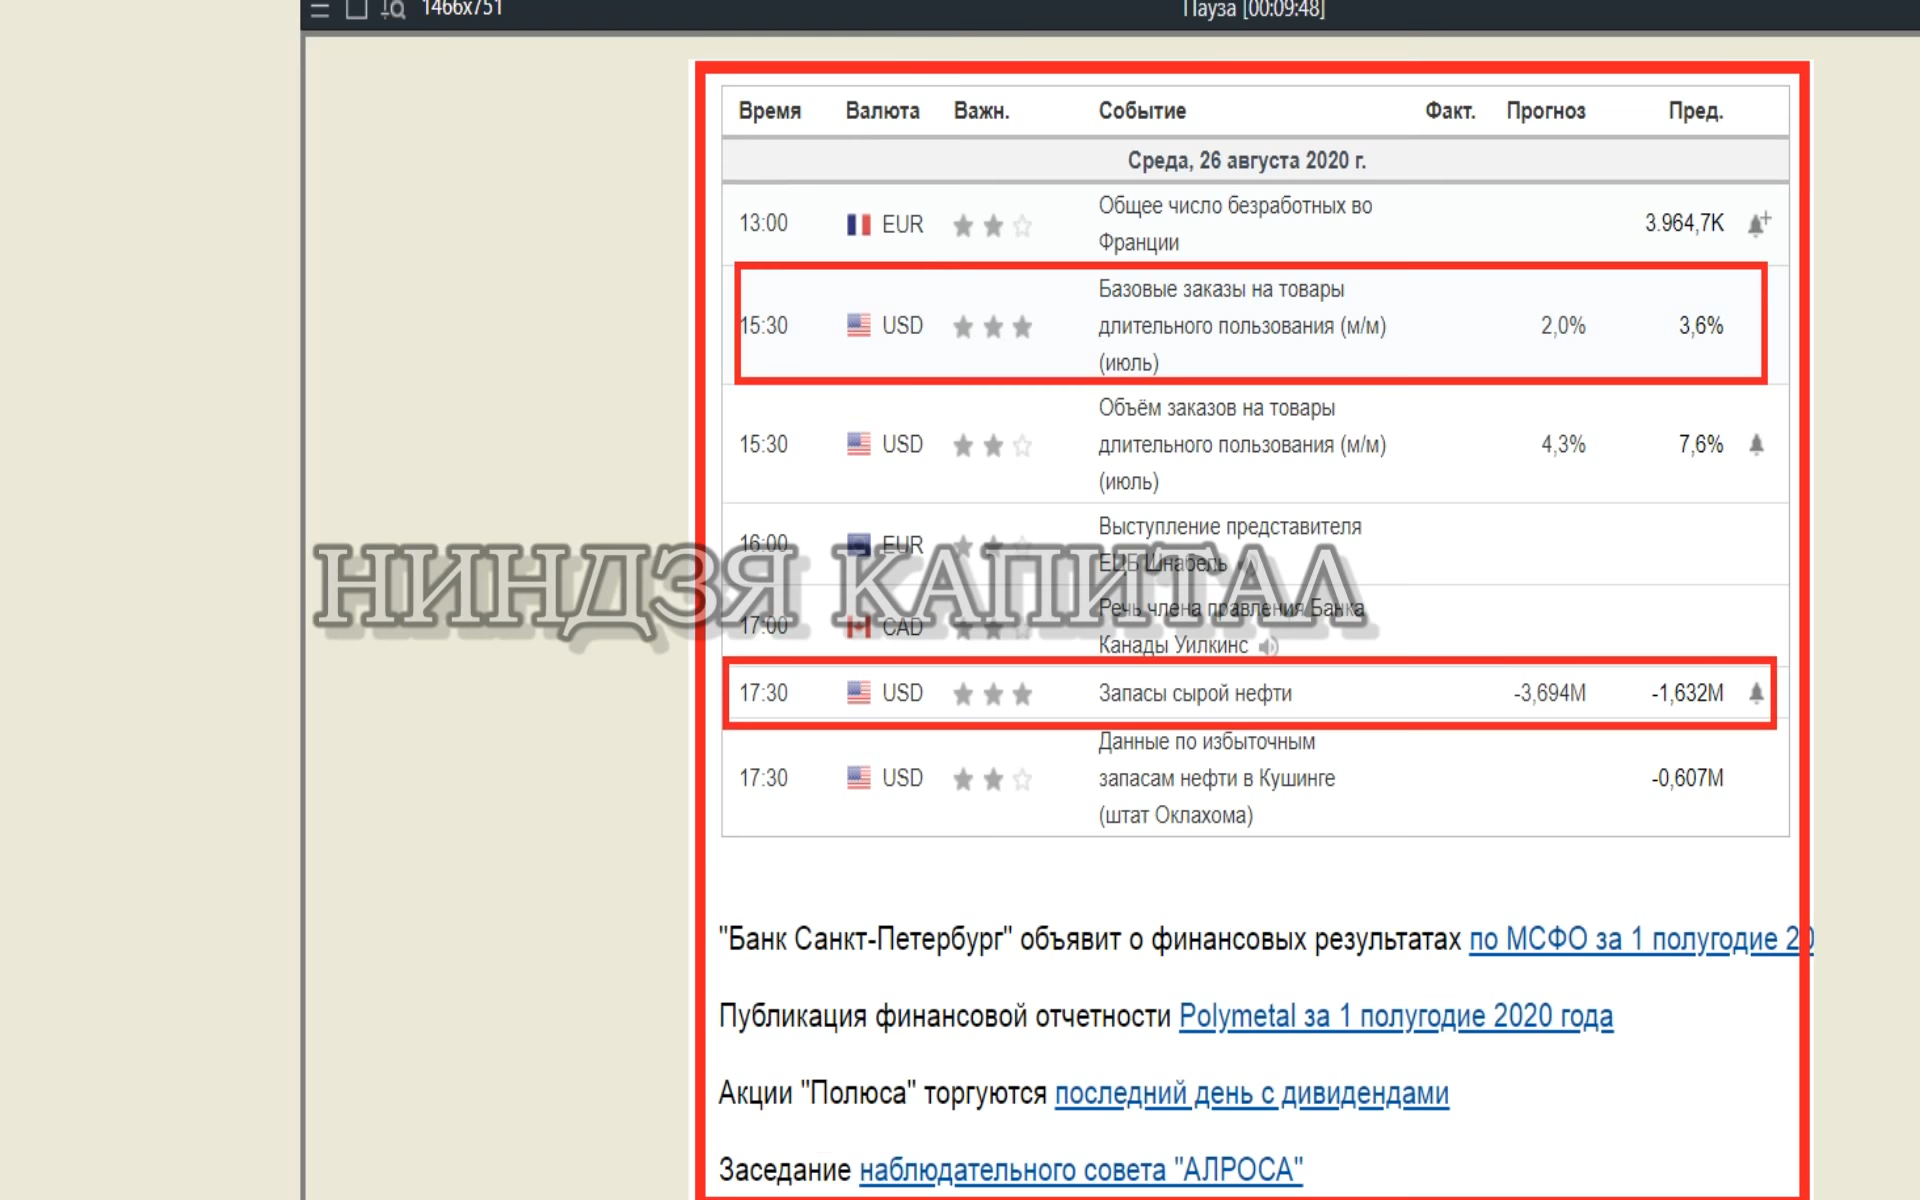 1466x751
Пауза [00:09:48]
Время Валюта Важн. Событие Факт. Прогноз Пред.
Среда, 26 августа 2020 г.
13:00 EUR Общее число безработных во Франции 3.964,7K
15:30 USD Базовые заказы на товары длительного пользования (м/м) (июль) 2,0% 3,6%
15:30 USD Объём заказов на товары длительного пользования (м/м) (июль) 4,3% 7,6%
16:00 EUR Выступление представителя ЕЦБ Шнабель
НИНДЗЯ КАПИТАЛ
17:00 CAD Речь члена правления Банка Канады Уилкинс
17:30 USD Запасы сырой нефти -3,694M -1,632M
17:30 USD Данные по избыточным запасам нефти в Кушинге (штат Оклахома) -0,607M
"Банк Санкт-Петербург" объявит о финансовых результатах по МСФО за 1 полугодие 20
Публикация финансовой отчетности Polymetal за 1 полугодие 2020 года
Акции "Полюса" торгуются последний день с дивидендами
Заседание наблюдательного совета "АЛРОСА"